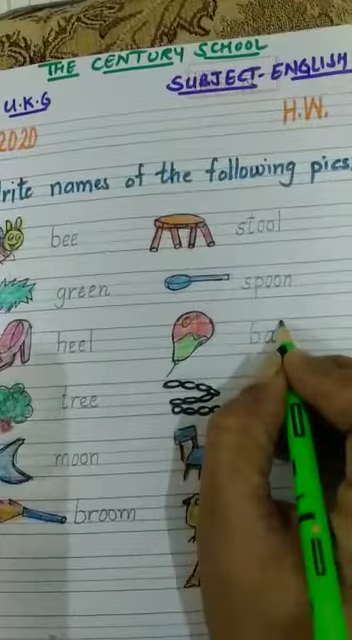 THE CENTURY SCHOOL
U.K.G SUBJECT- ENGLISH
2020 H.W.
rite names of the following pics.
bee stool
green spoon
heel ba
tree
moon
broom